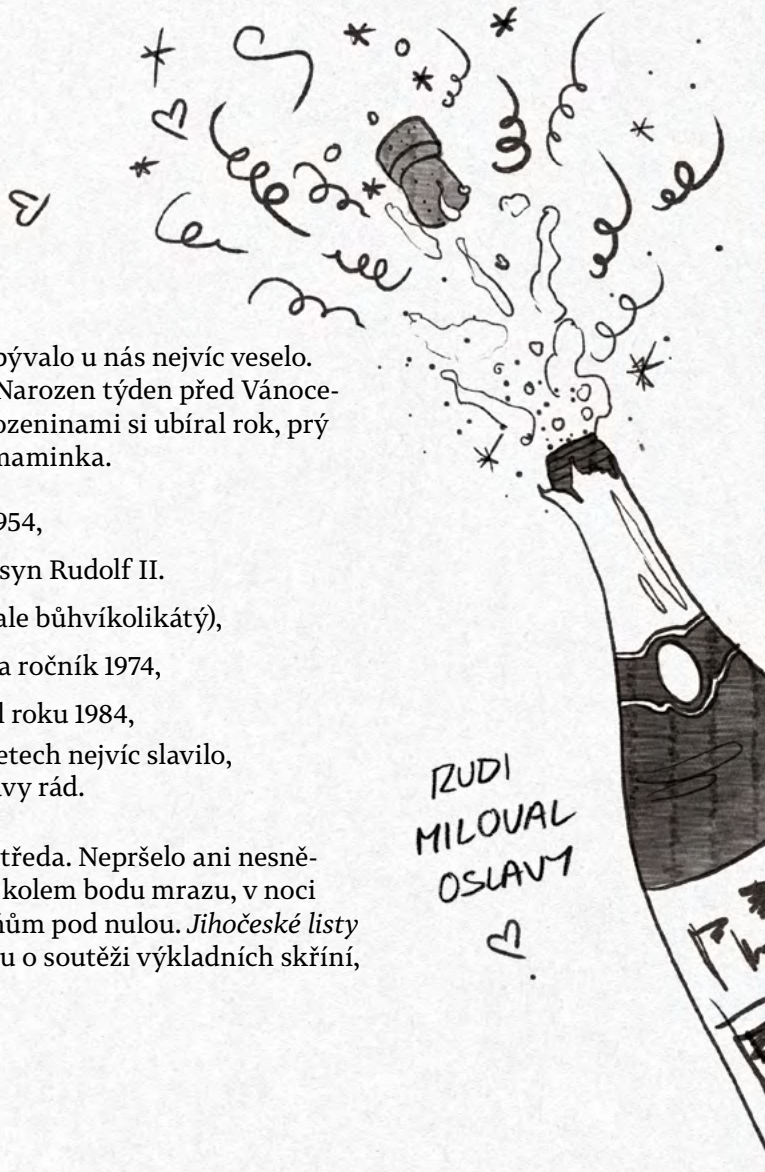 bývalo u nás nejvíc veselo.
Narozen týden před Vánoce-
ozeninami si ubíral rok, prý
maminka.
954,
syn Rudolf II.
ale bůhvíkolikátý),
a ročník 1974,
l roku 1984,
etech nejvíc slavilo,
vy rád.
tředa. Nepršelo ani nesně-
kolem bodu mrazu, v noci
ňům pod nulou. Jihočeské listy
u o soutěži výkladních skříní,
RUDI
MILOVAL
OSLAVY